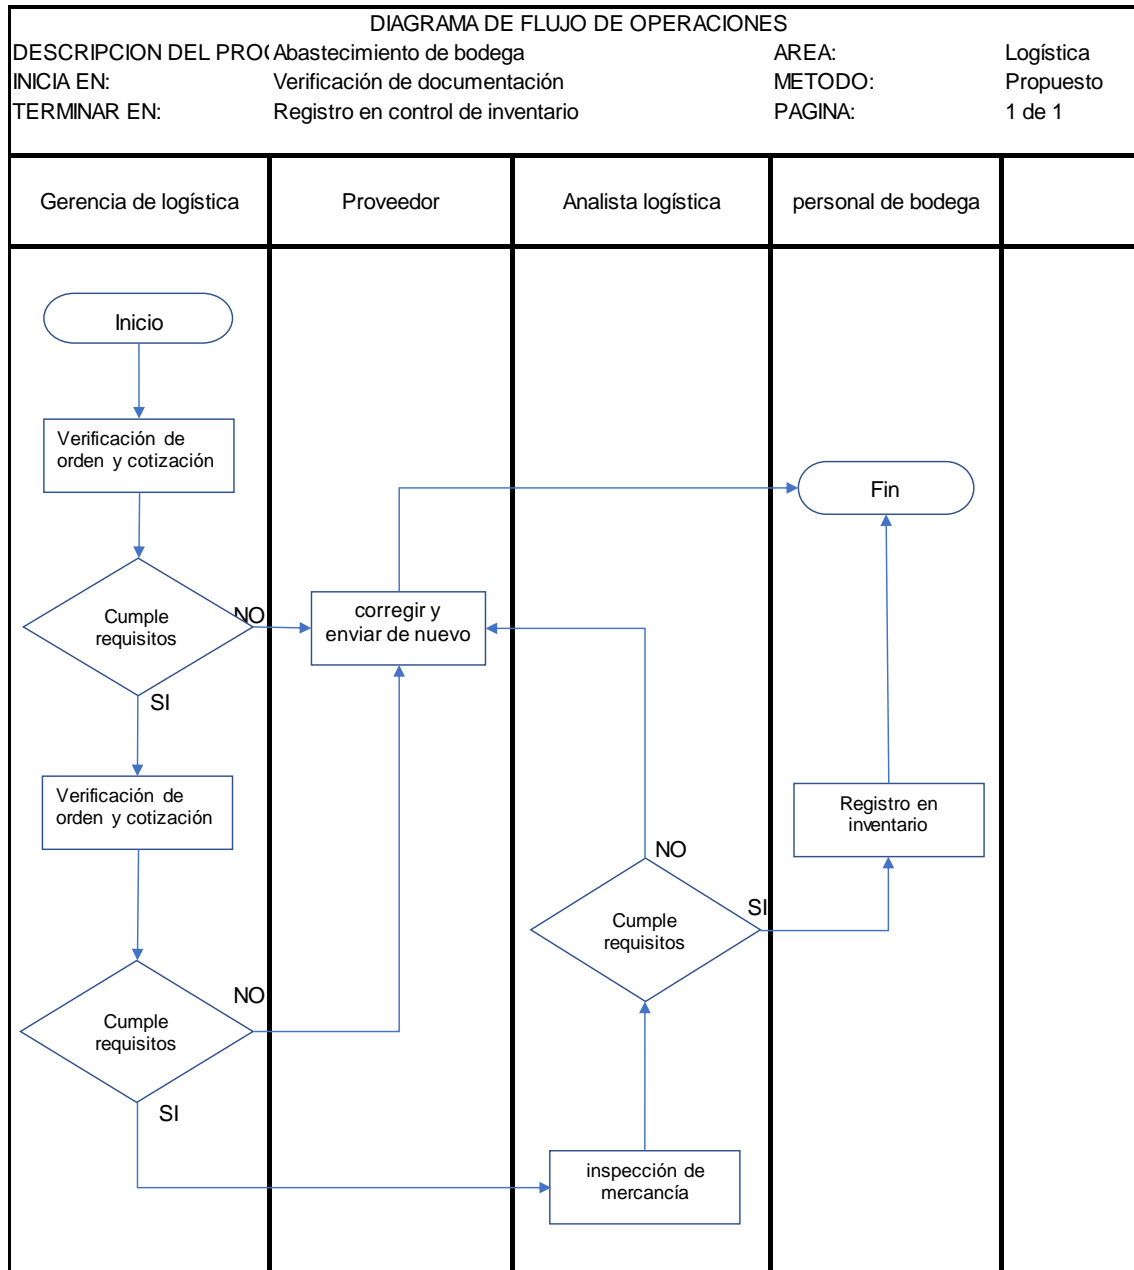 DIAGRAMA DE FLUJO DE OPERACIONES
DESCRIPCION DEL PROC Abastecimiento de bodega AREA: Logística
INICIA EN: Verificación de documentación METODO: Propuesto
TERMINAR EN: Registro en control de inventario PAGINA: 1 de 1
Gerencia de logística Proveedor Analista logística personal de bodega
Inicio
Verificación de
orden y cotización
Fin
Cumple
requisitos
NO
corregir y
enviar de nuevo
SI
Verificación de
orden y cotización
Registro en
inventario
NO
Cumple
requisitos
SI
Cumple
requisitos
NO
SI
inspección de
mercancía